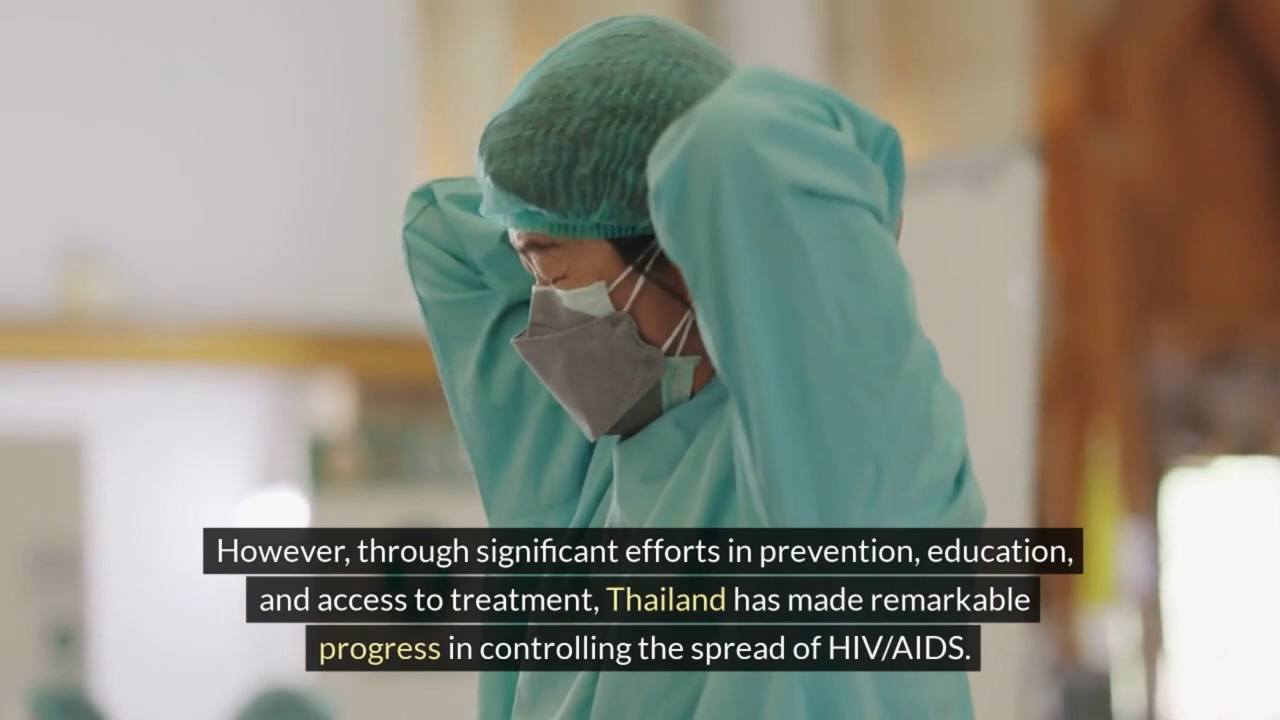 However, through significant efforts in prevention, education,
and access to treatment, Thailand has made remarkable
progress in controlling the spread of HIV/AIDS.